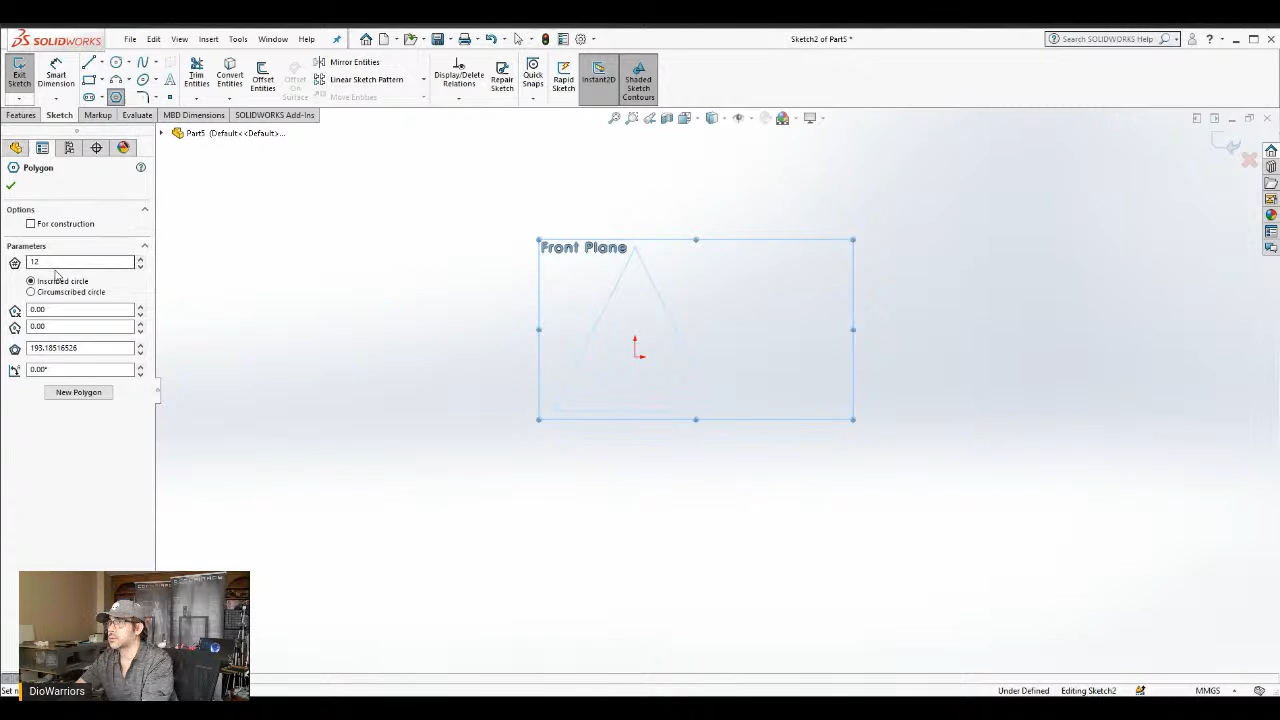 SOLIDWORKS
File
Edit
View
Insert
Tools
Window
Help
Sketch2 of Part5 *
Search SOLIDWORKS Help
Exit Sketch
Smart Dimension
Trim Entities
Convert Entities
Offset Entities
Offset On Surface
Mirror Entities
Linear Sketch Pattern
Move Entities
Display/Delete Relations
Repair Sketch
Quick Snaps
Rapid Sketch
Instant2D
Shaded Sketch Contours
Features
Sketch
Markup
Evaluate
MBD Dimensions
SOLIDWORKS Add-Ins
Part5 (Default<<Default>...
Polygon
Options
For construction
Parameters
12
Inscribed circle
Circumscribed circle
0.00
0.00
193.18516526
0.00°
New Polygon
Front Plane
DioWarriors
Under Defined
Editing Sketch2
MMGS